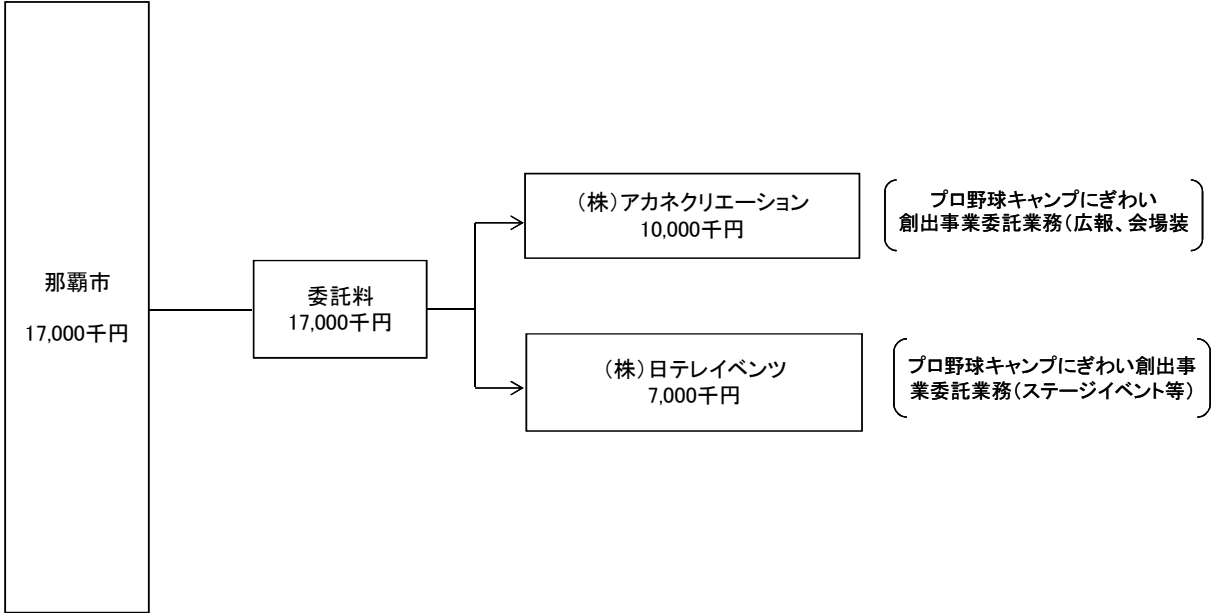 那覇市
17,000千円
委託料
17,000千円
（株）アカネクリエーション
10,000千円
プロ野球キャンプにぎわい
創出事業委託業務（広報、会場装
（株）日テレイベンツ
7,000千円
プロ野球キャンプにぎわい創出事
業委託業務（ステージイベント等）